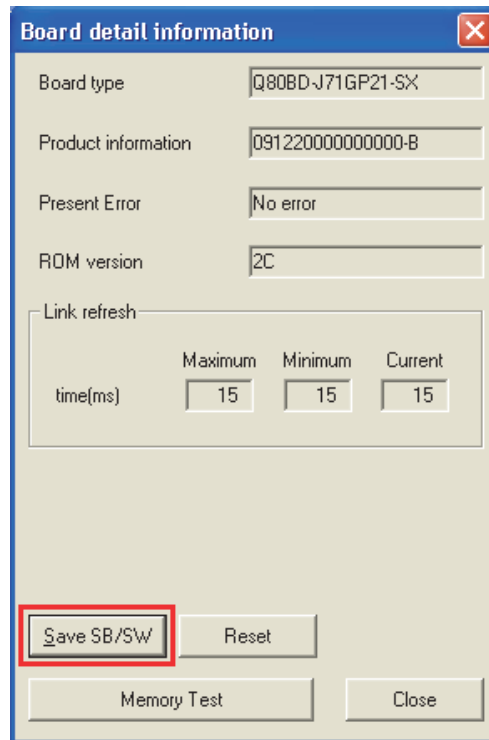 Board detail information
Board type Q80BD-J71GP21-SX
Product information 091220000000000-B
Present Error No error
ROM version 2C
Link refresh
Maximum Minimum Current
time(ms) 15 15 15
Save SB/SW Reset
Memory Test Close